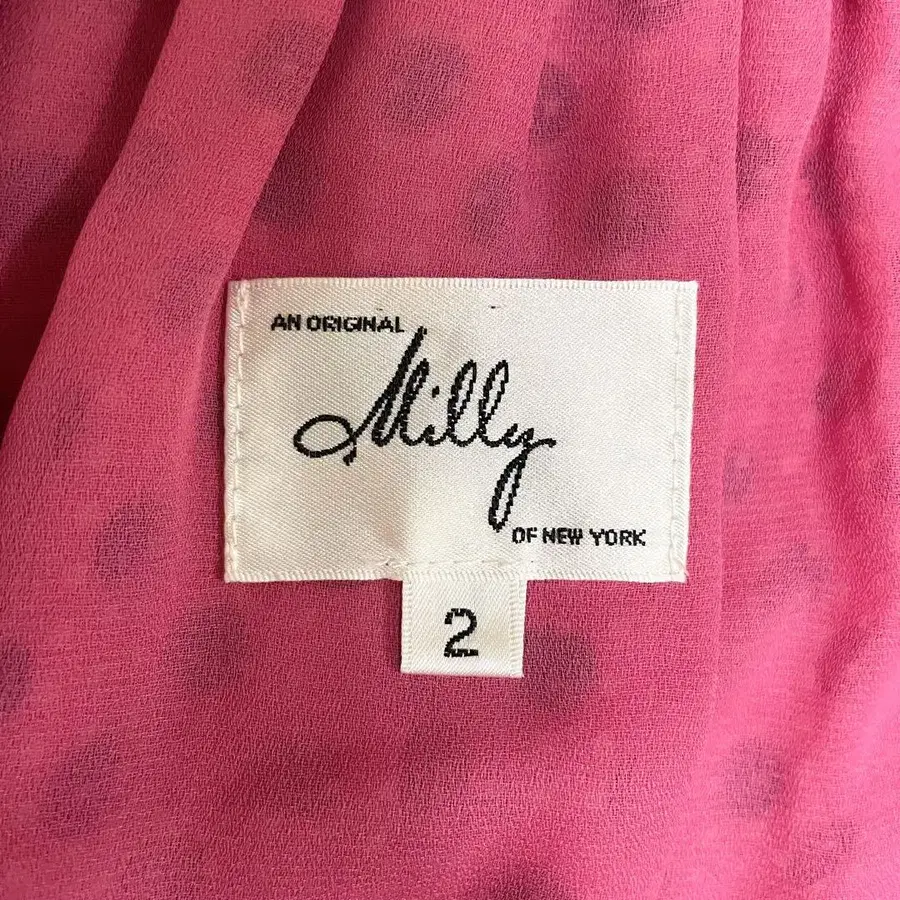 AN ORIGINAL
Milly
OF NEW YORK
2